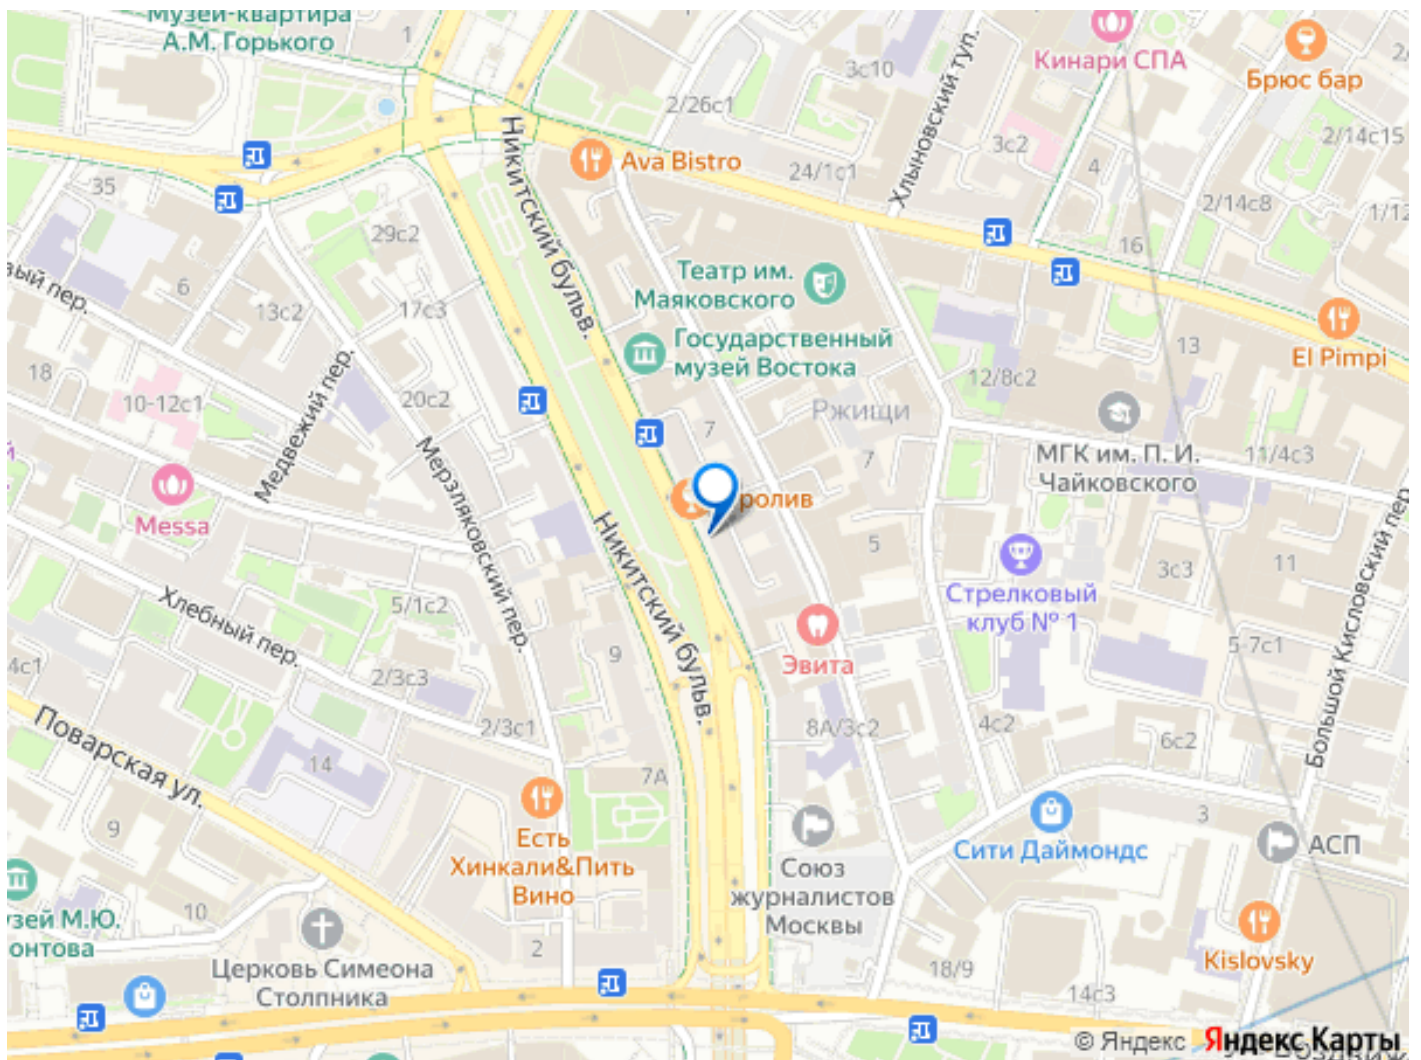 Музей-квартира
А.М. Горького
1
3с10
Хлыновский туп.
Кинари СПА
Брюс бар
2/26с1
Ava Bistro
24/1с1
3с2
4
2/14с15
2/14с8
1/12
16
35
29с2
6
13с2
17с3
вый пер.
Никитский бульв.
Театр им.
Маяковского
Государственный
музей Востока
13
El Pimpi
12/8с2
18
10-12с1
20с2
Медвежий пер.
Мерзляковский пер.
Ржищи
7
7
МГК им. П. И.
Чайковского
11/4с3
й
Messa
ролив
5
Стрелковый
клуб № 1
3с3
11
Большой Кисловский пер.
Хлебный пер.
5/1с2
Никитский бульв.
9
Эвита
5-7с1
4с1
2/3с3
2/3с1
8А/3с2
4с2
6с2
Поварская ул.
14
7А
9
Есть
Хинкали&Пить
Вино
Союз
журналистов
Москвы
Сити Даймондс
3
АСП
зей М.Ю.
онтова
10
Церковь Симеона
Столпника
2
18/9
14с3
Kislovsky
© Яндекс Яндекс Карты